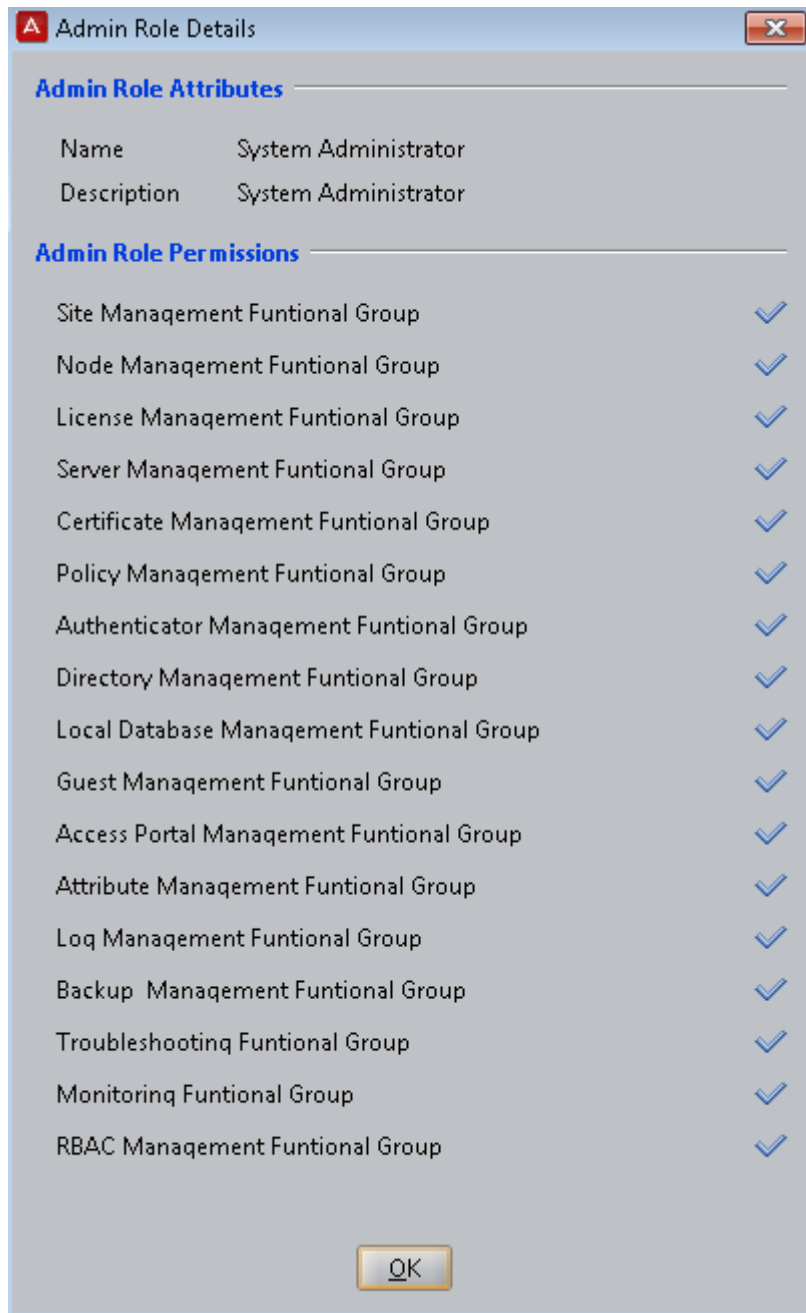 A Admin Role Details
Admin Role Attributes
Name System Administrator
Description System Administrator
Admin Role Permissions
Site Management Funtional Group
Node Management Funtional Group
License Management Funtional Group
Server Management Funtional Group
Certificate Management Funtional Group
Policy Management Funtional Group
Authenticator Management Funtional Group
Directory Management Funtional Group
Local Database Management Funtional Group
Guest Management Funtional Group
Access Portal Management Funtional Group
Attribute Management Funtional Group
Log Management Funtional Group
Backup  Management Funtional Group
Troubleshooting Funtional Group
Monitoring Funtional Group
RBAC Management Funtional Group
OK